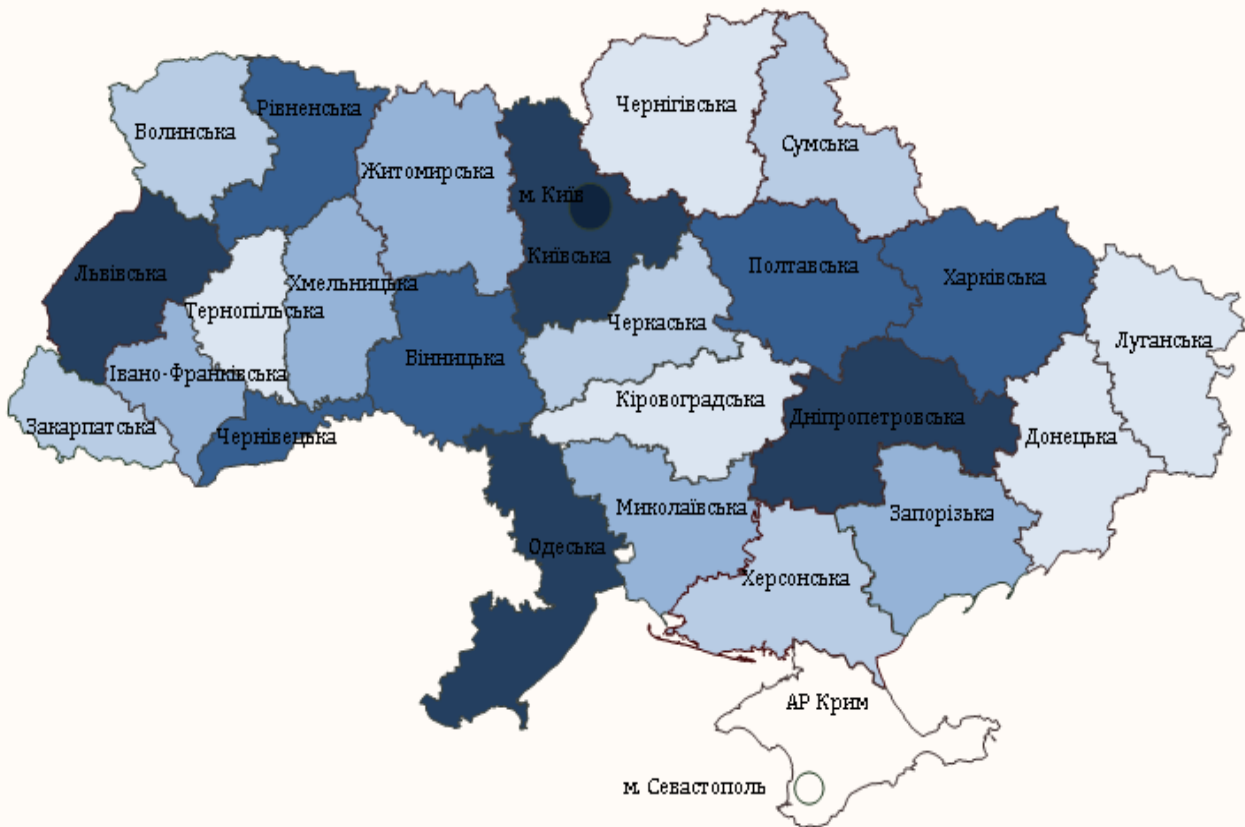 Чернігівська
Рівненська
Волинська
Сумська
Житомирська
м. Київ
Київська
Львівська
Полтавська
Харківська
Хмельницька
Тернопільська
Черкаська
Луганська
Вінницька
Івано-Франківська
Кіровоградська
Дніпропетровська
Закарпатська
Чернівецька
Донецька
Миколаївська
Запорізька
Одеська
Херсонська
АР Крим
м. Севастополь